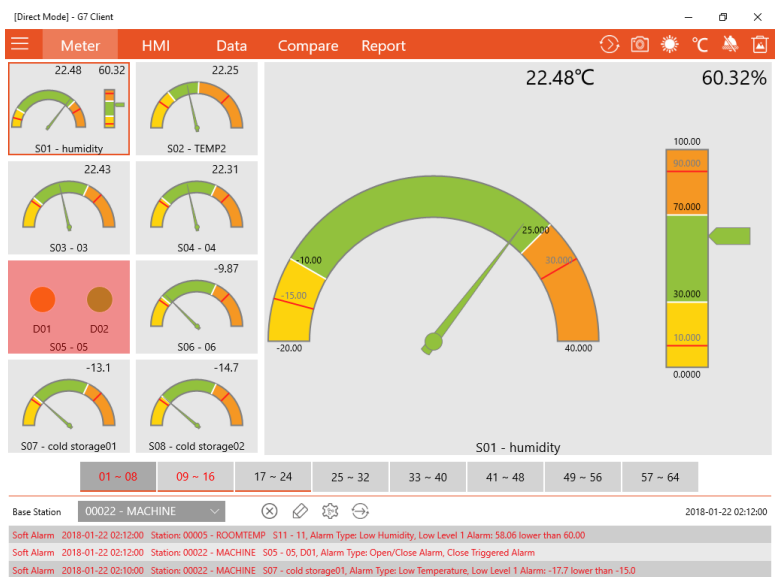 [Direct Mode] - G7 Client
Meter HMI Data Compare Report ℃
22.48 60.32
S01 - humidity
22.25
S02 - TEMP2
22.43
S03 - 03
22.31
S04 - 04
D01 D02
S05 - 05
-9.87
S06 - 06
-13.1
S07 - cold storage01
-14.7
S08 - cold storage02
22.48℃ 60.32%
-20.00
-15.00
-10.00
25.000
30.000
40.000
100.00
90.000
70.000
30.000
10.000
0.0000
S01 - humidity
01 ~ 08 09 ~ 16 17 ~ 24 25 ~ 32 33 ~ 40 41 ~ 48 49 ~ 56 57 ~ 64
Base Station 00022 - MACHINE 2018-01-22 02:12:00
Soft Alarm 2018-01-22 02:12:00 Station: 00005 - ROOMTEMP S11 - 11, Alarm Type: Low Humidity, Low Level 1 Alarm: 58.06 lower than 60.00
Soft Alarm 2018-01-22 02:12:00 Station: 00022 - MACHINE S05 - 05, D01, Alarm Type: Open/Close Alarm, Close Triggered Alarm
Soft Alarm 2018-01-22 02:10:00 Station: 00022 - MACHINE S07 - cold storage01, Alarm Type: Low Temperature, Low Level 1 Alarm: -17.7 lower than -15.0